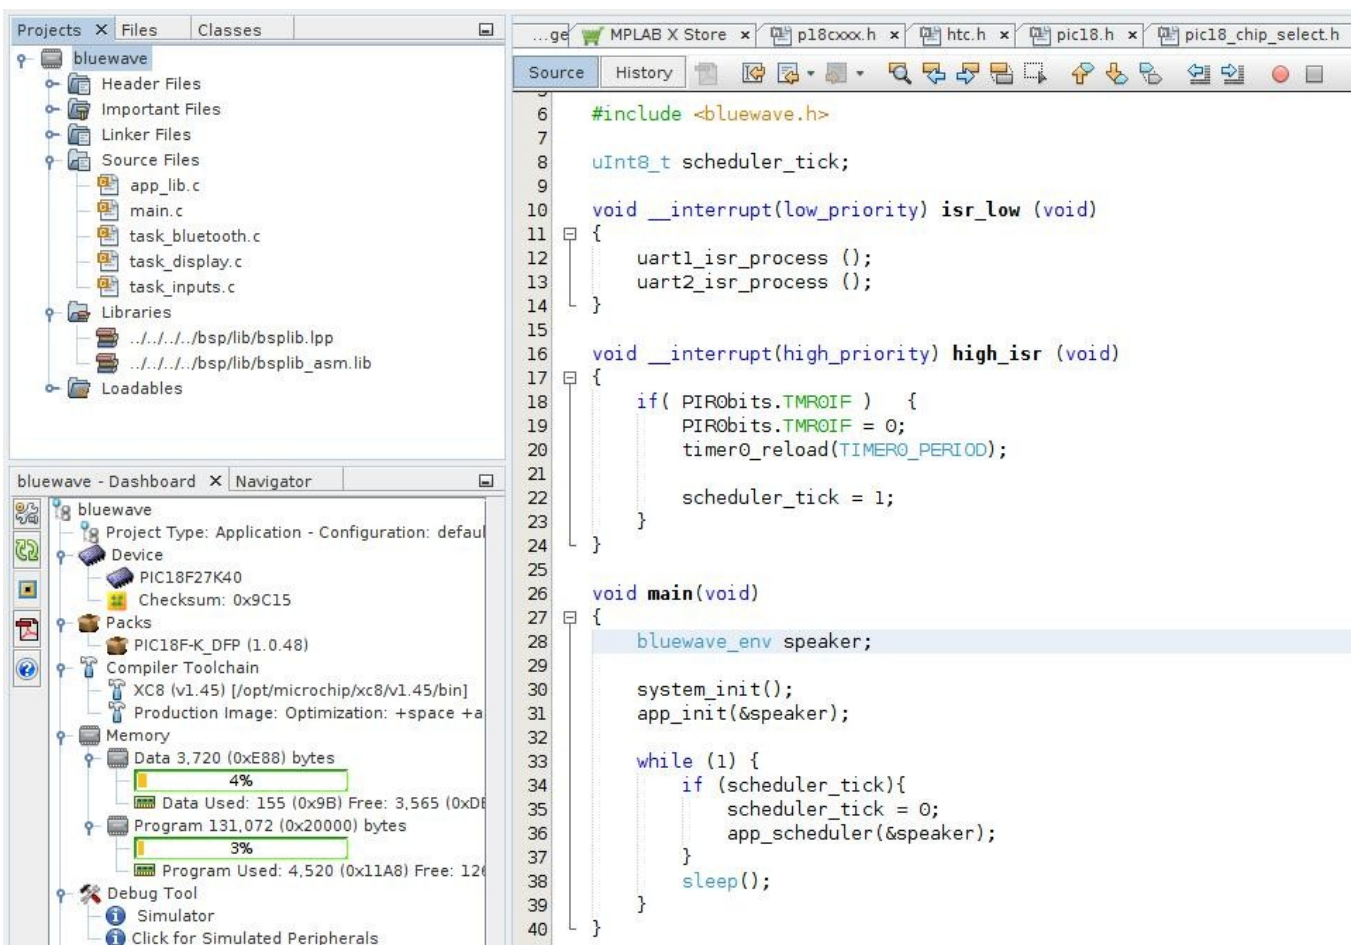 Projects X Files Classes
bluewave
Header Files
Important Files
Linker Files
Source Files
app_lib.c
main.c
task_bluetooth.c
task_display.c
task_inputs.c
Libraries
../../../../bsp/lib/bsplib.lpp
../../../../bsp/lib/bsplib_asm.lib
Loadables
bluewave - Dashboard X Navigator
bluewave
Project Type: Application - Configuration: defaul
Device
PIC18F27K40
Checksum: 0x9C15
Packs
PIC18F-K_DFP (1.0.48)
Compiler Toolchain
XC8 (v1.45) [/opt/microchip/xc8/v1.45/bin]
Production Image: Optimization: +space +a
Memory
Data 3,720 (0xE88) bytes
4%
Data Used: 155 (0x9B) Free: 3,565 (0xDE
Program 131,072 (0x20000) bytes
3%
Program Used: 4,520 (0x11A8) Free: 126
Debug Tool
Simulator
Click for Simulated Peripherals
...ge MPLAB X Store x p18cxxx.h x htc.h x pic18.h x pic18_chip_select.h
Source History
6 #include <bluewave.h>
7
8 uInt8_t scheduler_tick;
9
10 void __interrupt(low_priority) isr_low (void)
11 {
12 uart1_isr_process ();
13 uart2_isr_process ();
14 }
15
16 void __interrupt(high_priority) high_isr (void)
17 {
18 if( PIR0bits.TMR0IF ) {
19 PIR0bits.TMR0IF = 0;
20 timer0_reload(TIMER0_PERIOD);
21
22 scheduler_tick = 1;
23 }
24 }
25
26 void main(void)
27 {
28 bluewave_env speaker;
29
30 system_init();
31 app_init(&speaker);
32
33 while (1) {
34 if (scheduler_tick){
35 scheduler_tick = 0;
36 app_scheduler(&speaker);
37 }
38 sleep();
39 }
40 }